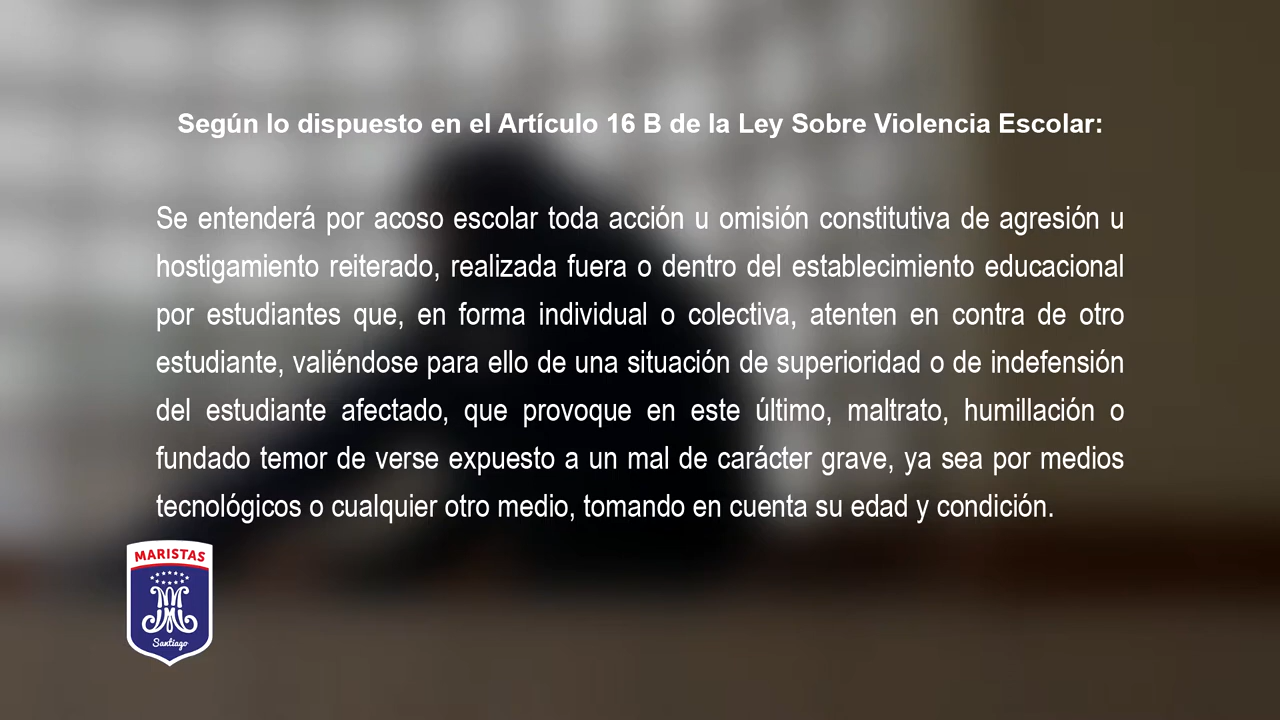 Según lo dispuesto en el Artículo 16 B de la Ley Sobre Violencia Escolar:
Se entenderá por acoso escolar toda acción u omisión constitutiva de agresión u
hostigamiento reiterado, realizada fuera o dentro del establecimiento educacional
por estudiantes que, en forma individual o colectiva, atenten en contra de otro
estudiante, valiéndose para ello de una situación de superioridad o de indefensión
del estudiante afectado, que provoque en este último, maltrato, humillación o
fundado temor de verse expuesto a un mal de carácter grave, ya sea por medios
tecnológicos o cualquier otro medio, tomando en cuenta su edad y condición.
MARISTAS
Santiago